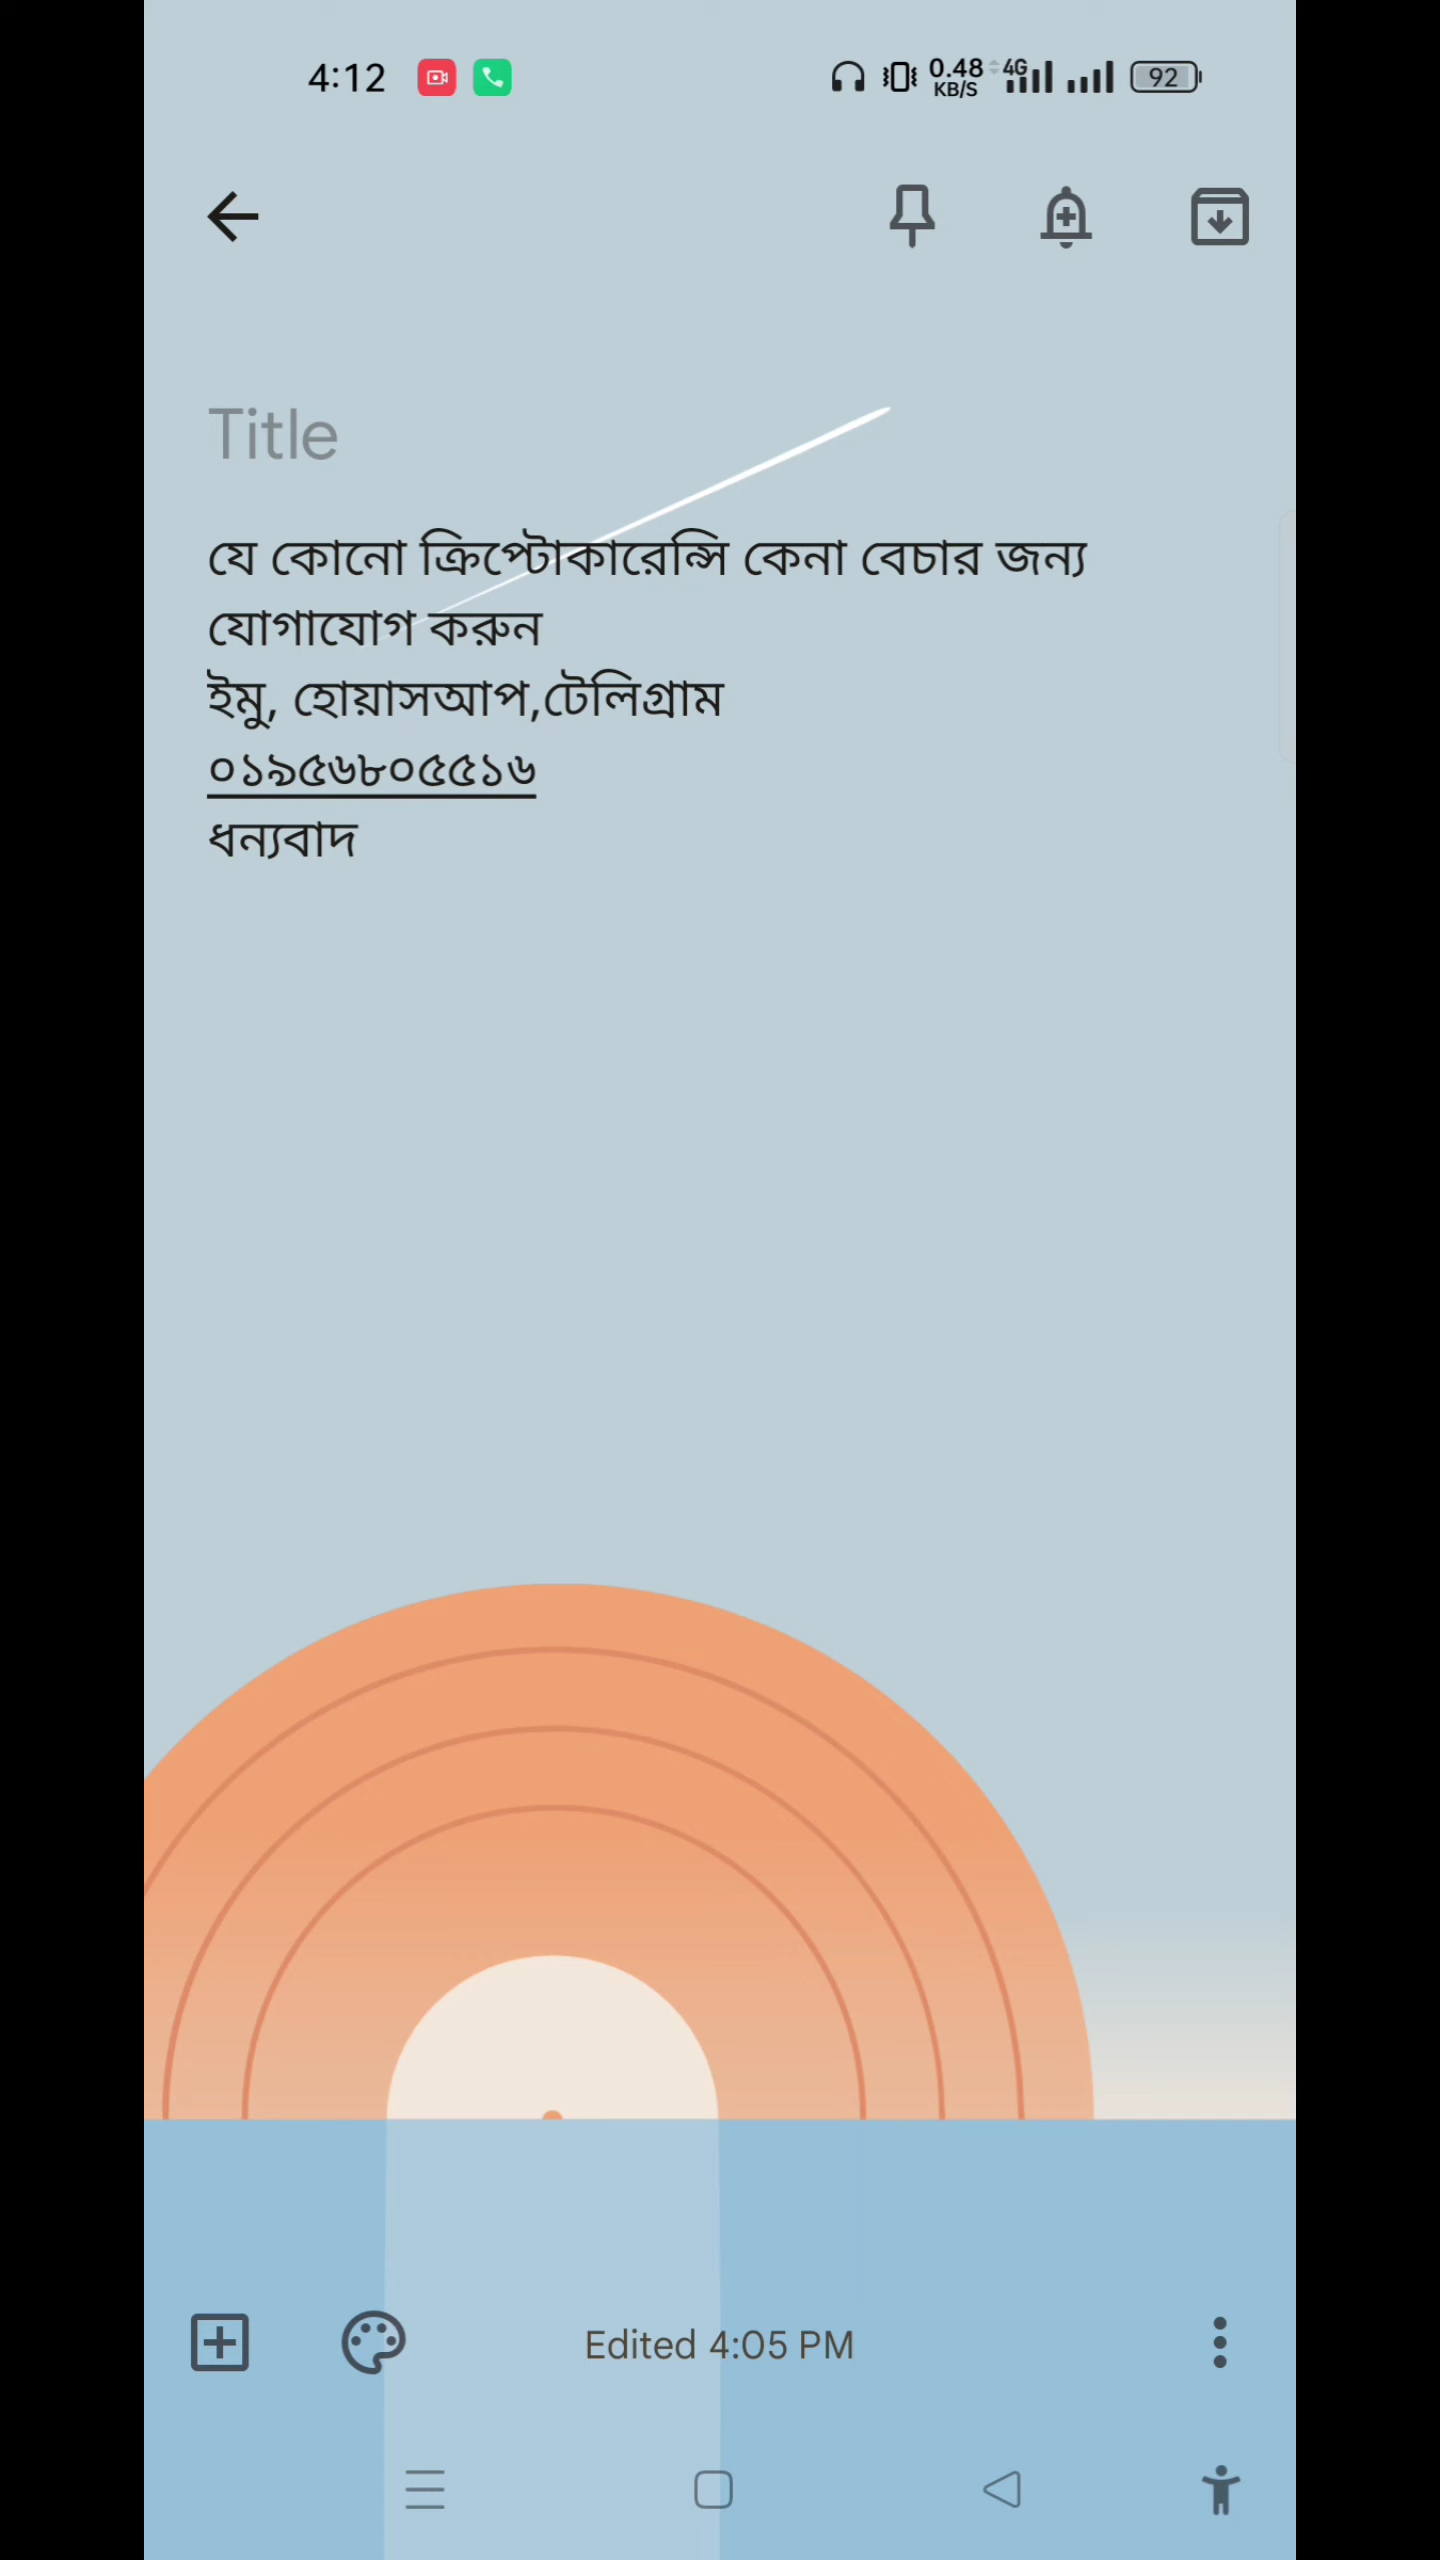 4:12
0.48 KB/S 4G 92
Title
যে কোনো ক্রিপ্টোকারেন্সি কেনা বেচার জন্য
যোগাযোগ করুন
ইমু, হোয়াসআপ,টেলিগ্রাম
০১৯৫৬৮০৫৫১৬
ধন্যবাদ
Edited 4:05 PM